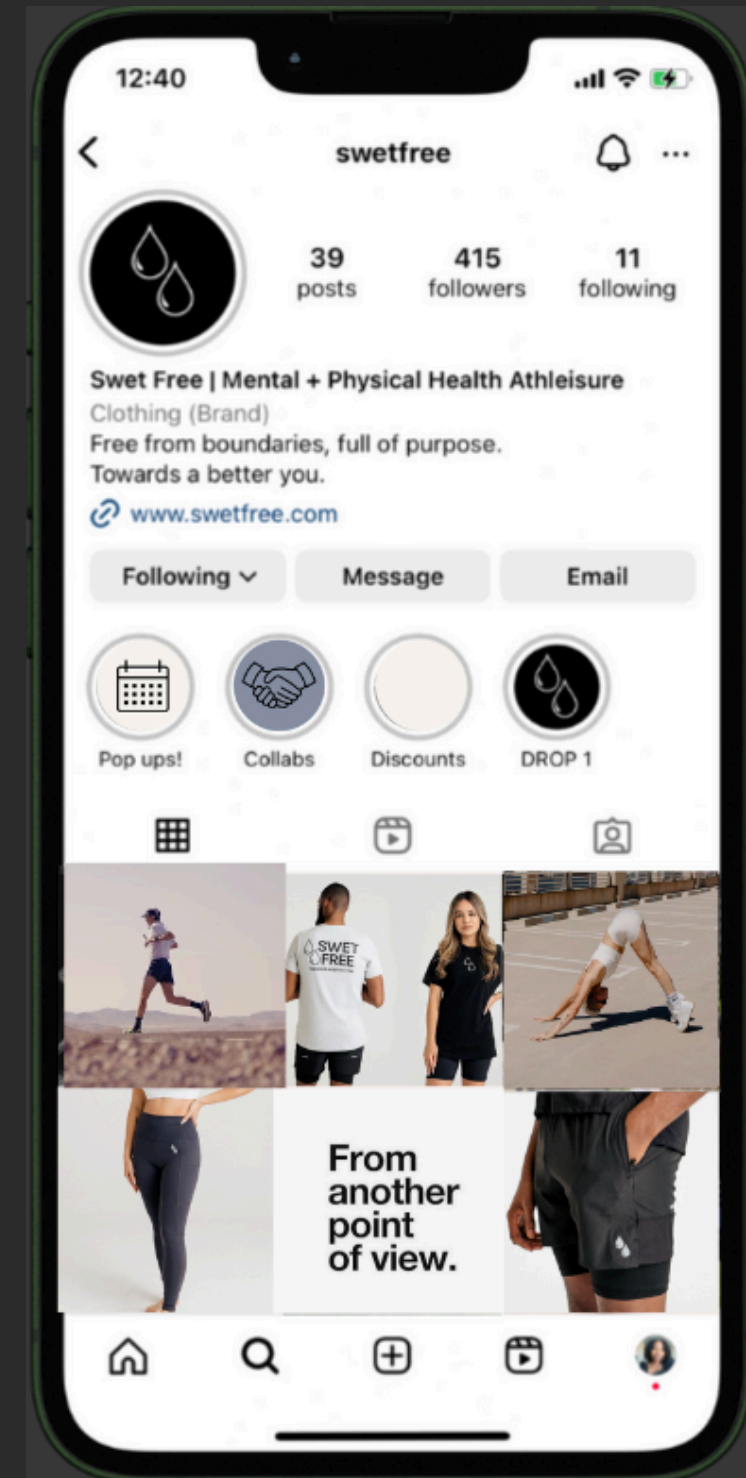 12:40
swetfree
39
posts
415
followers
11
following
Swet Free | Mental + Physical Health Athleisure
Clothing (Brand)
Free from boundaries, full of purpose.
Towards a better you.
www.swetfree.com
Following
Message
Email
Pop ups!
Collabs
Discounts
DROP 1
SWET
FREE
From
another
point
of view.